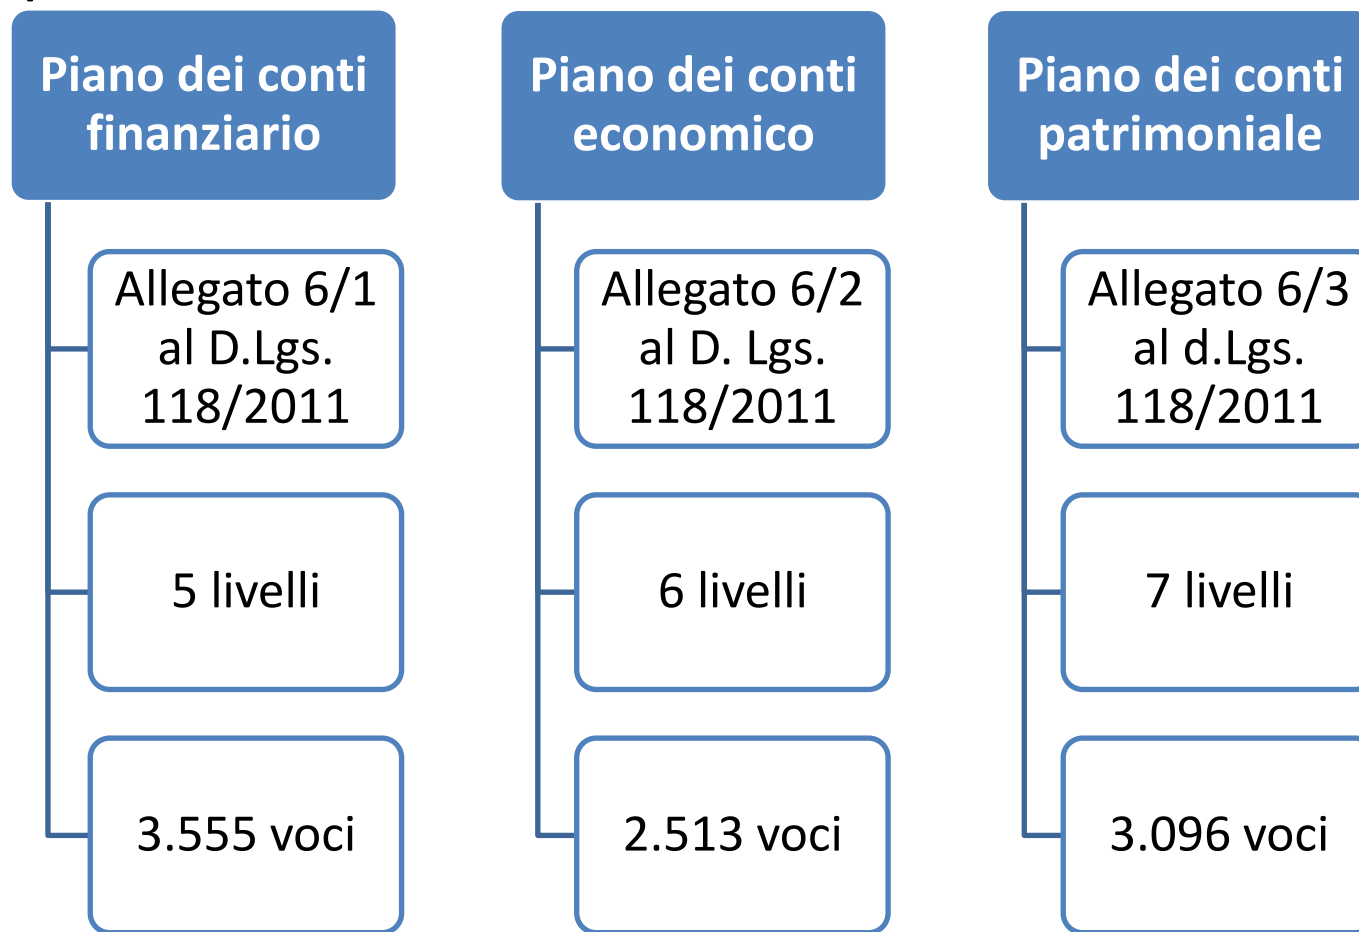 Piano dei conti
finanziario
Allegato 6/1
al D.Lgs.
118/2011
5 livelli
3.555 voci
Piano dei conti
economico
Allegato 6/2
al D. Lgs.
118/2011
6 livelli
2.513 voci
Piano dei conti
patrimoniale
Allegato 6/3
al d.Lgs.
118/2011
7 livelli
3.096 voci